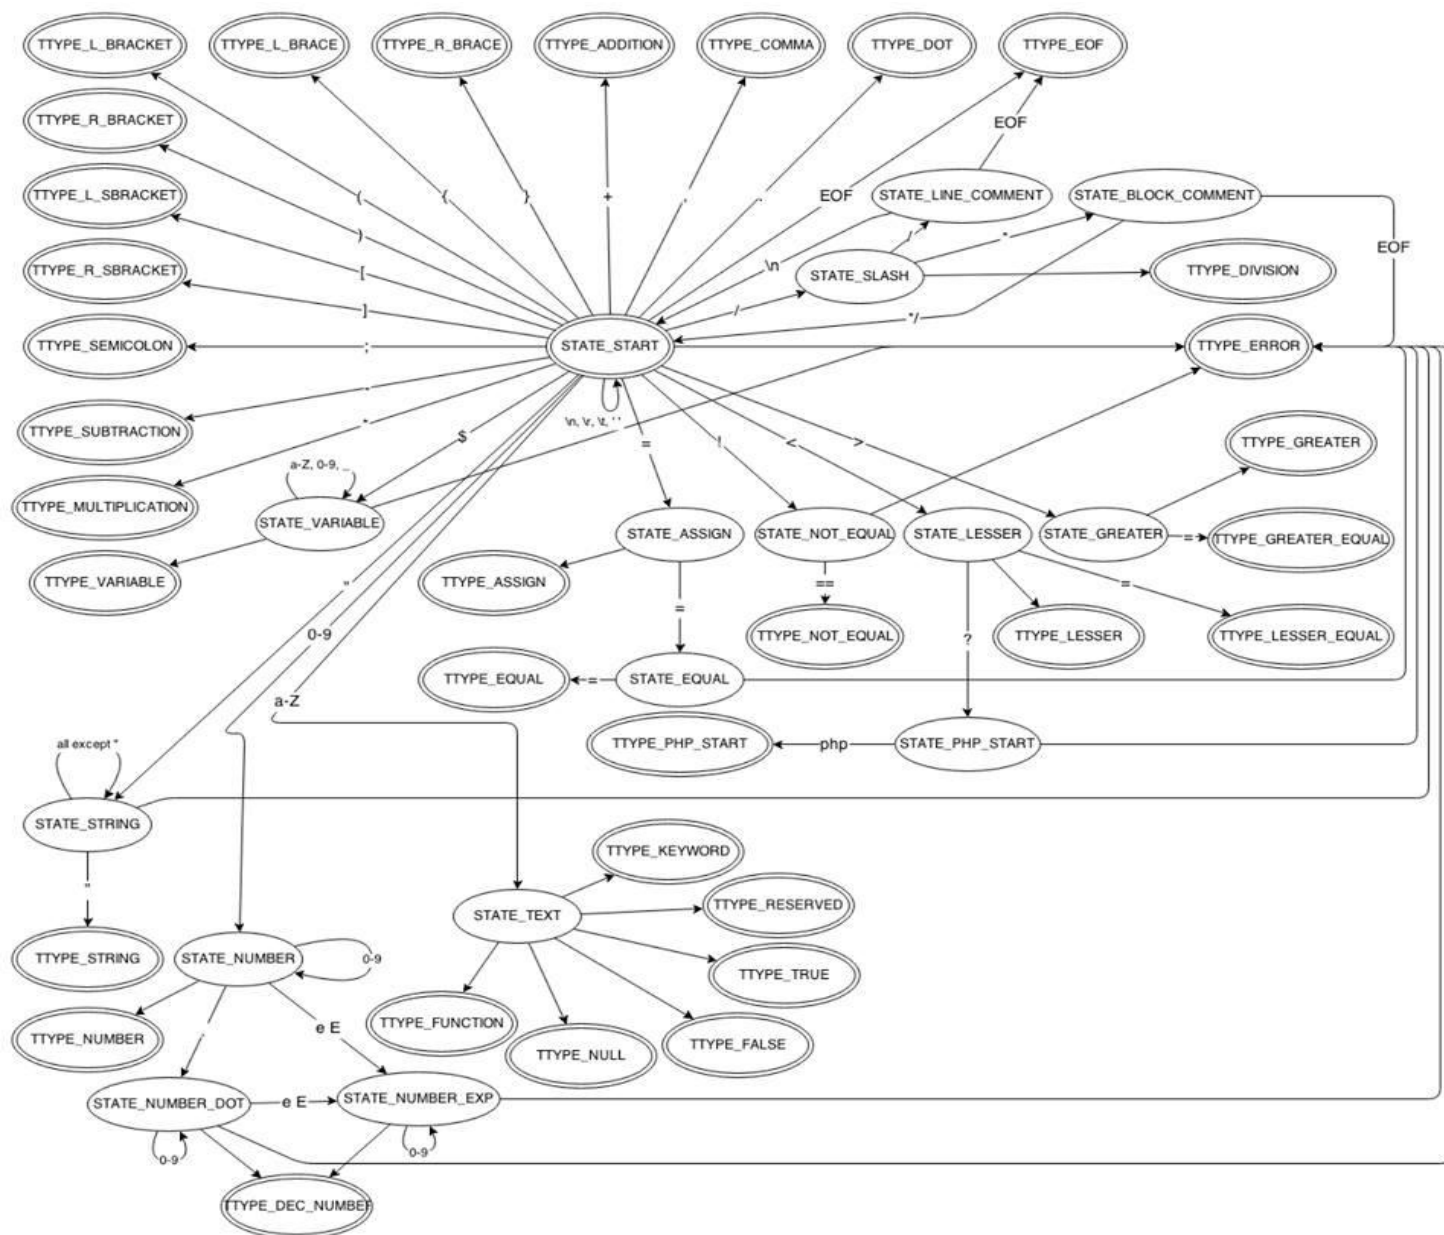 TTYPE_L_BRACKET
TTYPE_L_BRACE
TTYPE_R_BRACE
TTYPE_ADDITION
TTYPE_COMMA
TTYPE_DOT
TTYPE_EOF
TTYPE_R_BRACKET
EOF
TTYPE_L_SBRACKET
(
{
}
+
,
.
EOF
STATE_LINE_COMMENT
STATE_BLOCK_COMMENT
)
/
*
EOF
TTYPE_R_SBRACKET
[
\n
STATE_SLASH
TTYPE_DIVISION
]
/
*/
TTYPE_SEMICOLON
;
STATE_START
TTYPE_ERROR
-
TTYPE_SUBTRACTION
*
\n, \r, \t, ' '
$
=
!
<
>
TTYPE_GREATER
a-Z, 0-9, _
TTYPE_MULTIPLICATION
STATE_VARIABLE
STATE_ASSIGN
STATE_NOT_EQUAL
STATE_LESSER
STATE_GREATER
=
TTYPE_GREATER_EQUAL
TTYPE_VARIABLE
"
TTYPE_ASSIGN
=
==
=
0-9
TTYPE_NOT_EQUAL
?
TTYPE_LESSER
TTYPE_LESSER_EQUAL
TTYPE_EQUAL
=
STATE_EQUAL
a-Z
all except "
TTYPE_PHP_START
php
STATE_PHP_START
STATE_STRING
TTYPE_KEYWORD
"
STATE_TEXT
TTYPE_RESERVED
TTYPE_STRING
STATE_NUMBER
0-9
TTYPE_TRUE
TTYPE_NUMBER
.
e E
TTYPE_FUNCTION
TTYPE_NULL
TTYPE_FALSE
STATE_NUMBER_DOT
e E
STATE_NUMBER_EXP
0-9
0-9
TTYPE_DEC_NUMBER